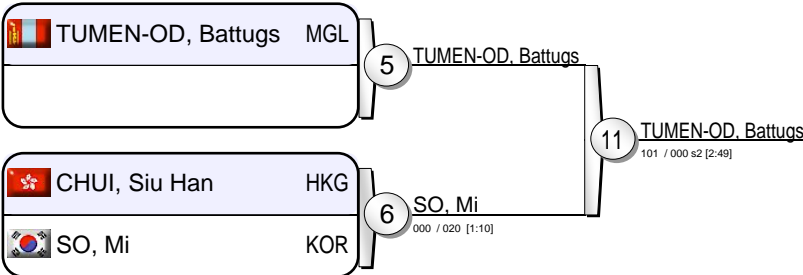 TUMEN-OD, Battugs MGL
5 TUMEN-OD, Battugs
11 TUMEN-OD, Battugs
101 / 000 s2 [2:49]
CHUI, Siu Han HKG
6 SO, Mi
000 / 020 [1:10]
SO, Mi KOR